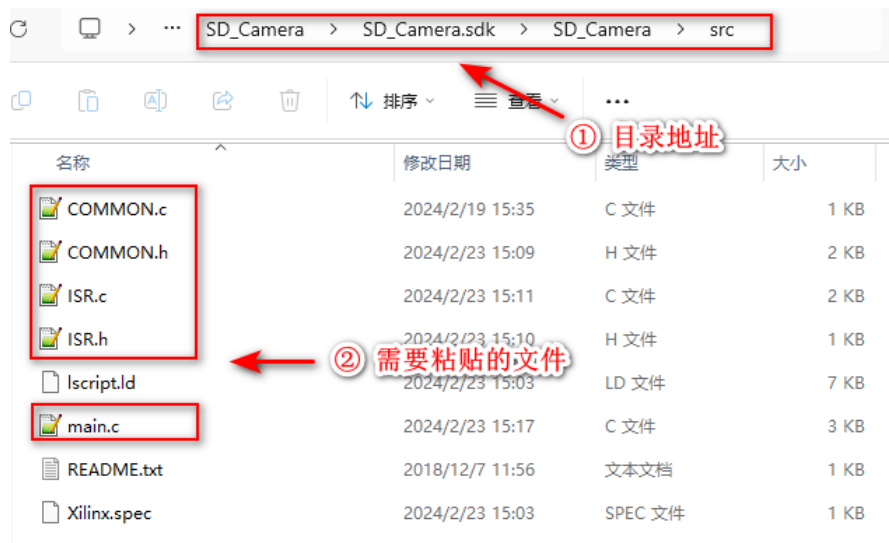 SD_Camera > SD_Camera.sdk > SD_Camera > src
排序 查看
① 目录地址
名称 修改日期 类型 大小
COMMON.c 2024/2/19 15:35 C 文件 1 KB
COMMON.h 2024/2/23 15:09 H 文件 2 KB
ISR.c 2024/2/23 15:11 C 文件 2 KB
ISR.h 2024/2/23 15:10 H 文件 1 KB
② 需要粘贴的文件
lscript.ld 2024/2/23 15:03 LD 文件 7 KB
main.c 2024/2/23 15:17 C 文件 3 KB
README.txt 2018/12/7 11:56 文本文档 1 KB
Xilinx.spec 2024/2/23 15:03 SPEC 文件 1 KB